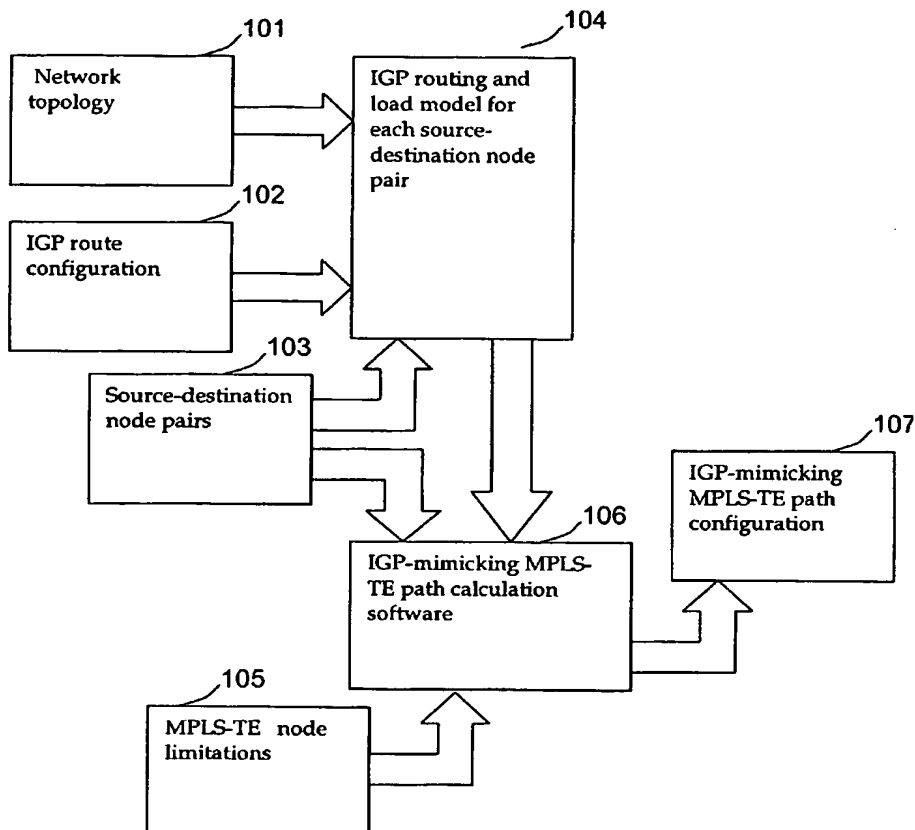 101
Network
topology
104
IGP routing and
load model for
each source-
destination node
pair
102
IGP route
configuration
103
Source-destination
node pairs
107
IGP-mimicking
MPLS-TE path
configuration
106
IGP-mimicking MPLS-
TE path calculation
software
105
MPLS-TE node
limitations